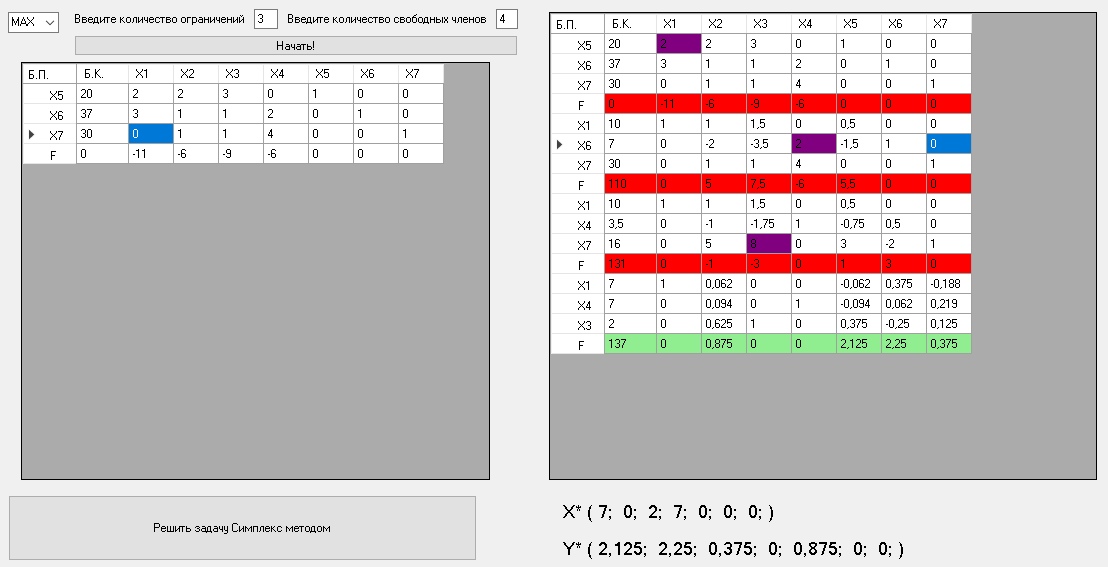 MAX Введите количество ограничений 3 Введите количество свободных членов 4
Начать!
Б.П. Б.К. X1 X2 X3 X4 X5 X6 X7
X5 20 2 2 3 0 1 0 0
X6 37 3 1 1 2 0 1 0
X7 30 0 1 1 4 0 0 1
F 0 -11 -6 -9 -6 0 0 0
Решить задачу Симплекс методом
Б.П. Б.К. X1 X2 X3 X4 X5 X6 X7
X5 20 2 2 3 0 1 0 0
X6 37 3 1 1 2 0 1 0
X7 30 0 1 1 4 0 0 1
F 0 -11 -6 -9 -6 0 0 0
X1 10 1 1 1,5 0 0,5 0 0
X6 7 0 -2 -3,5 2 -1,5 1 0
X7 30 0 1 1 4 0 0 1
F 110 0 5 7,5 -6 5,5 0 0
X1 10 1 1 1,5 0 0,5 0 0
X4 3,5 0 -1 -1,75 1 -0,75 0,5 0
X7 16 0 5 8 0 3 -2 1
F 131 0 -1 -3 0 1 3 0
X1 7 1 0,062 0 0 -0,062 0,375 -0,188
X4 7 0 0,094 0 1 -0,094 0,062 0,219
X3 2 0 0,625 1 0 0,375 -0,25 0,125
F 137 0 0,875 0 0 2,125 2,25 0,375
X* ( 7; 0; 2; 7; 0; 0; 0; )
Y* ( 2,125; 2,25; 0,375; 0; 0,875; 0; 0; )